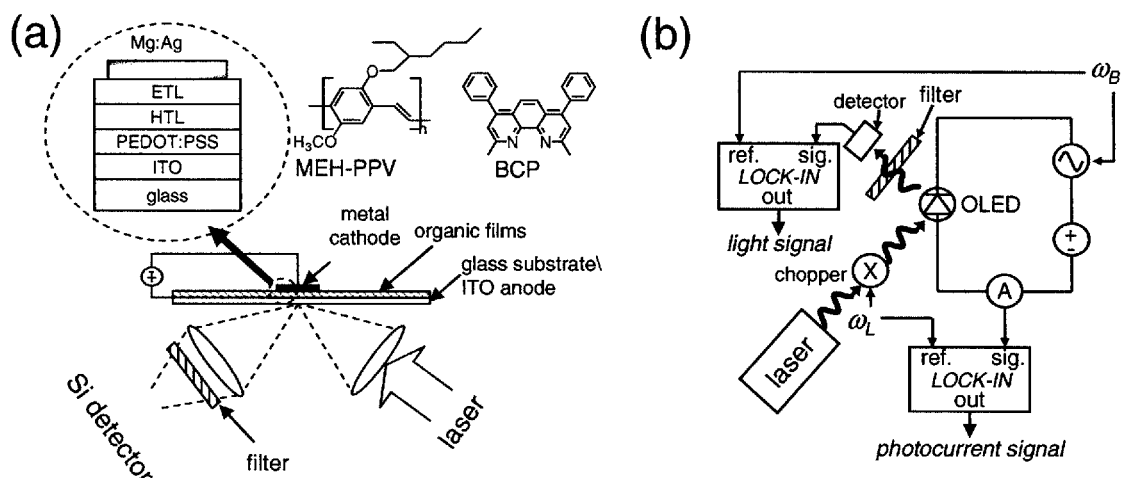 (a)
Mg:Ag
ETL
HTL
PEDOT:PSS
ITO
glass
O
H₃CO
n
MEH-PPV
N N
BCP
metal
cathode
organic films
glass substrate\
ITO anode
Si detector
filter
laser
(b)
ωB
detector
filter
ref. sig.
LOCK-IN
out
light signal
OLED
+
-
chopper
X
A
ωL
laser
ref. sig.
LOCK-IN
out
photocurrent signal